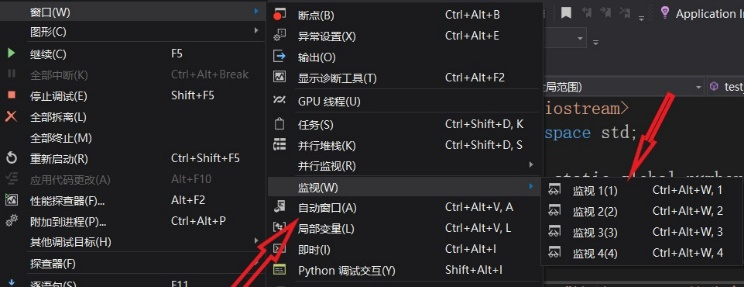 窗口(W)
图形(C)
继续(C) F5
全部中断(K) Ctrl+Alt+Break
停止调试(E) Shift+F5
全部拆离(L)
全部终止(M)
重新启动(R) Ctrl+Shift+F5
应用代码更改(A) Alt+F10
性能探查器(F)... Alt+F2
附加到进程(P)... Ctrl+Alt+P
其他调试目标(H)
探查器(F)
逐语句(S) F11
断点(B) Ctrl+Alt+B
异常设置(X) Ctrl+Alt+E
输出(O)
显示诊断工具(T) Ctrl+Alt+F2
GPU 线程(U)
任务(S) Ctrl+Shift+D, K
并行堆栈(K) Ctrl+Shift+D, S
并行监视(R)
监视(W)
自动窗口(A) Ctrl+Alt+V, A
局部变量(L) Ctrl+Alt+V, L
即时(I) Ctrl+Alt+I
Python 调试交互(Y) Shift+Alt+I
监视 1(1) Ctrl+Alt+W, 1
监视 2(2) Ctrl+Alt+W, 2
监视 3(3) Ctrl+Alt+W, 3
监视 4(4) Ctrl+Alt+W, 4
Application In
局范围) test_
iostream>
space std;